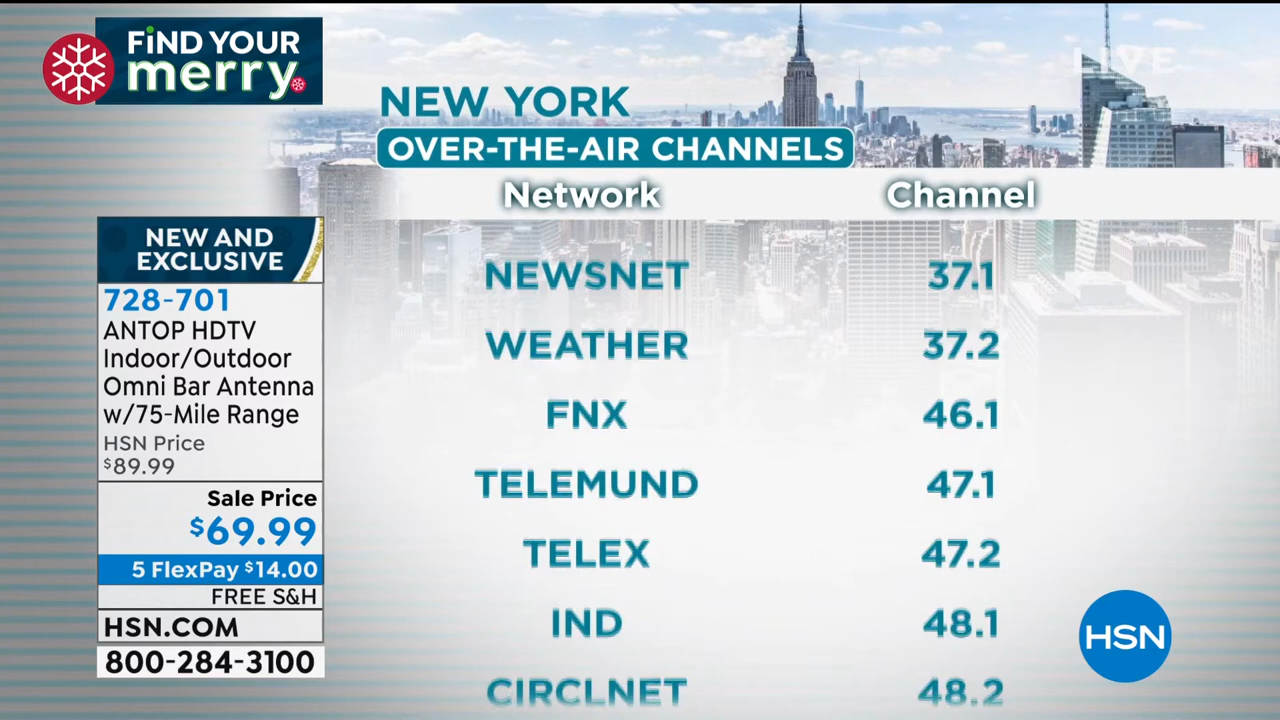 FiND YOUR
merry.
LIVE
NEW YORK
OVER-THE-AIR CHANNELS
Network Channel
NEWSNET 37.1
WEATHER 37.2
FNX 46.1
TELEMUND 47.1
TELEX 47.2
IND 48.1
CIRCLNET 48.2
NEW AND
EXCLUSIVE
728-701
ANTOP HDTV
Indoor/Outdoor
Omni Bar Antenna
w/75-Mile Range
HSN Price
$89.99
Sale Price
$69.99
5 FlexPay $14.00
FREE S&H
HSN.COM
800-284-3100
HSN